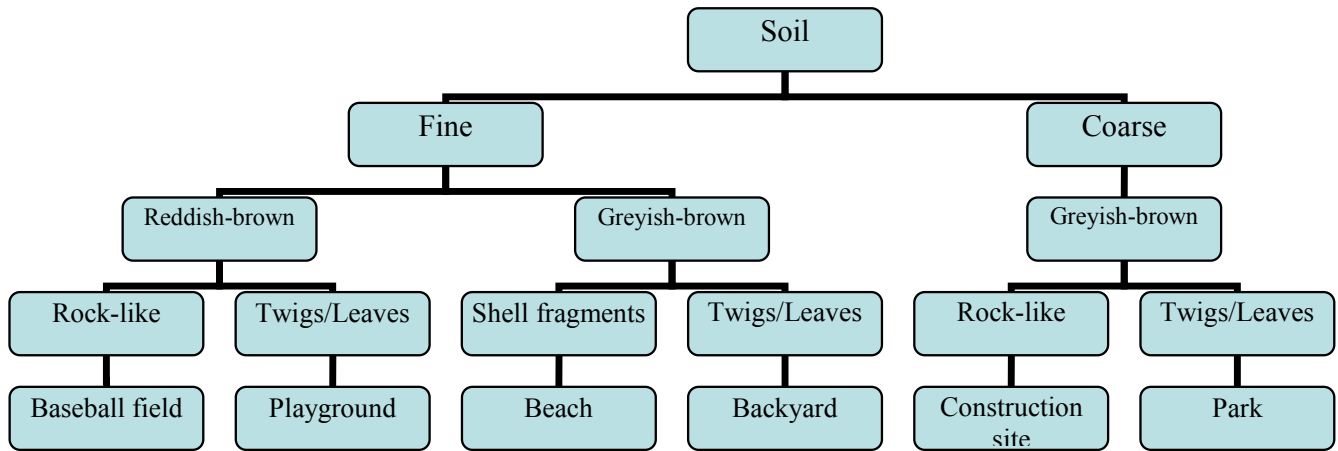 Soil
Fine
Coarse
Reddish-brown
Greyish-brown
Greyish-brown
Rock-like
Twigs/Leaves
Shell fragments
Twigs/Leaves
Rock-like
Twigs/Leaves
Baseball field
Playground
Beach
Backyard
Construction
site
Park